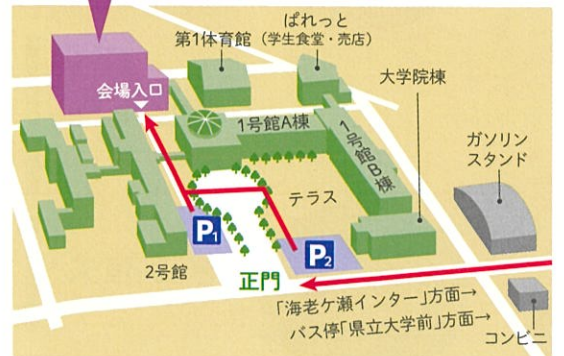 ぱれっと
第1体育館
(学生食堂・売店)
大学院棟
会場入口
1号館A棟
1号館B棟
ガソリン
スタンド
テラス
P1
P2
2号館
正門
「海老ケ瀬インター」方面→
バス停「県立大学前」方面→
コンビニ